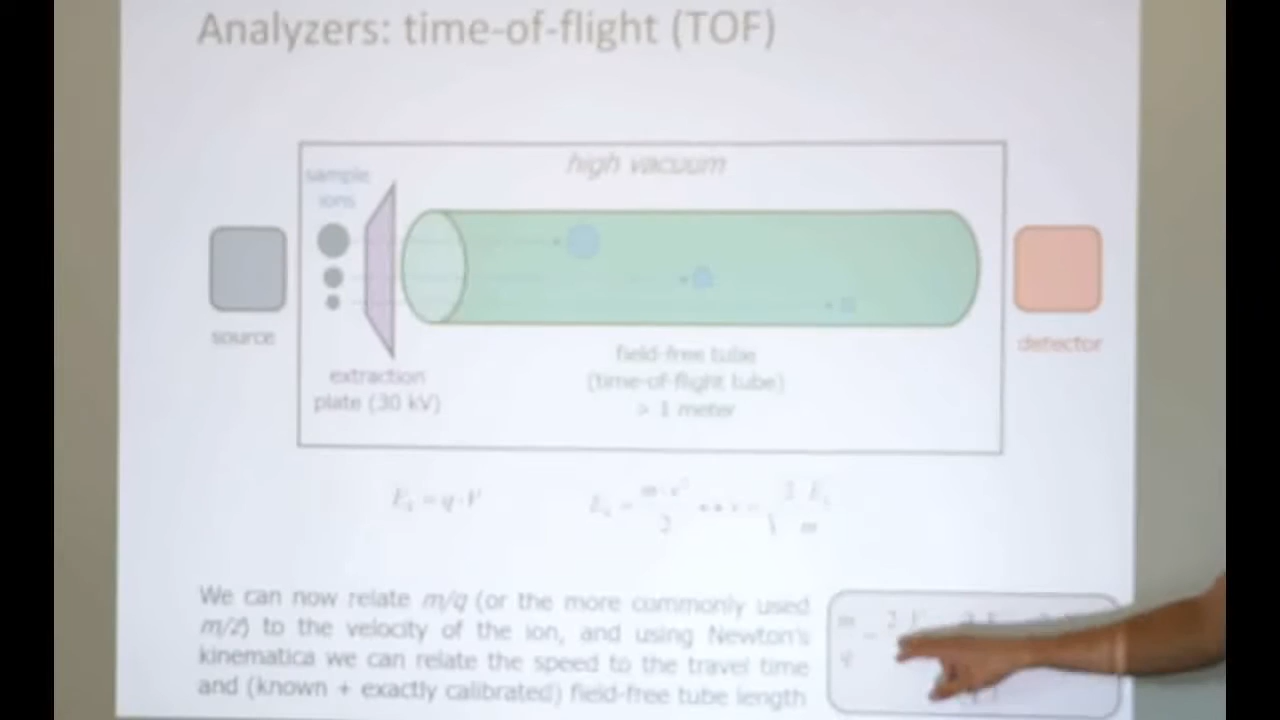 Analyzers: time-of-flight (TOF)
high vacuum
sample
ions
source
extraction
plate (30 kV)
field-free tube
(time-of-flight tube)
> 1 meter
detector
E = q · V
We can now relate m/q (or the more commonly used
m/z) to the velocity of the ion, and using Newton's
kinematica we can relate the speed to the travel time
and (known + exactly calibrated) field-free tube length